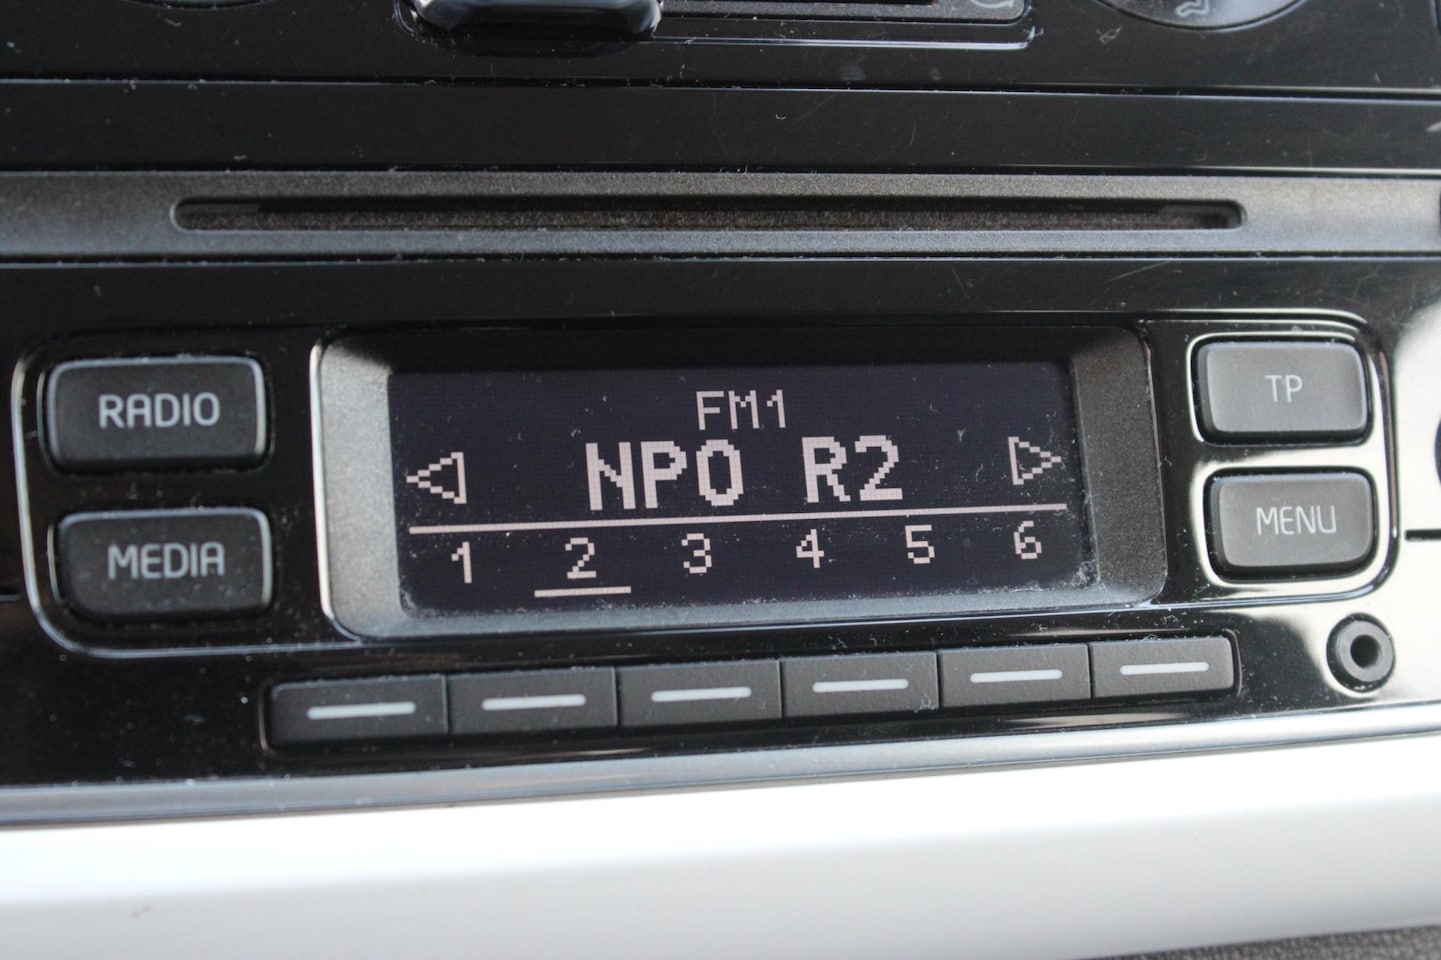 FM1
RADIO
NPO R2
TP
1 2 3 4 5 6
MEDIA
MENU